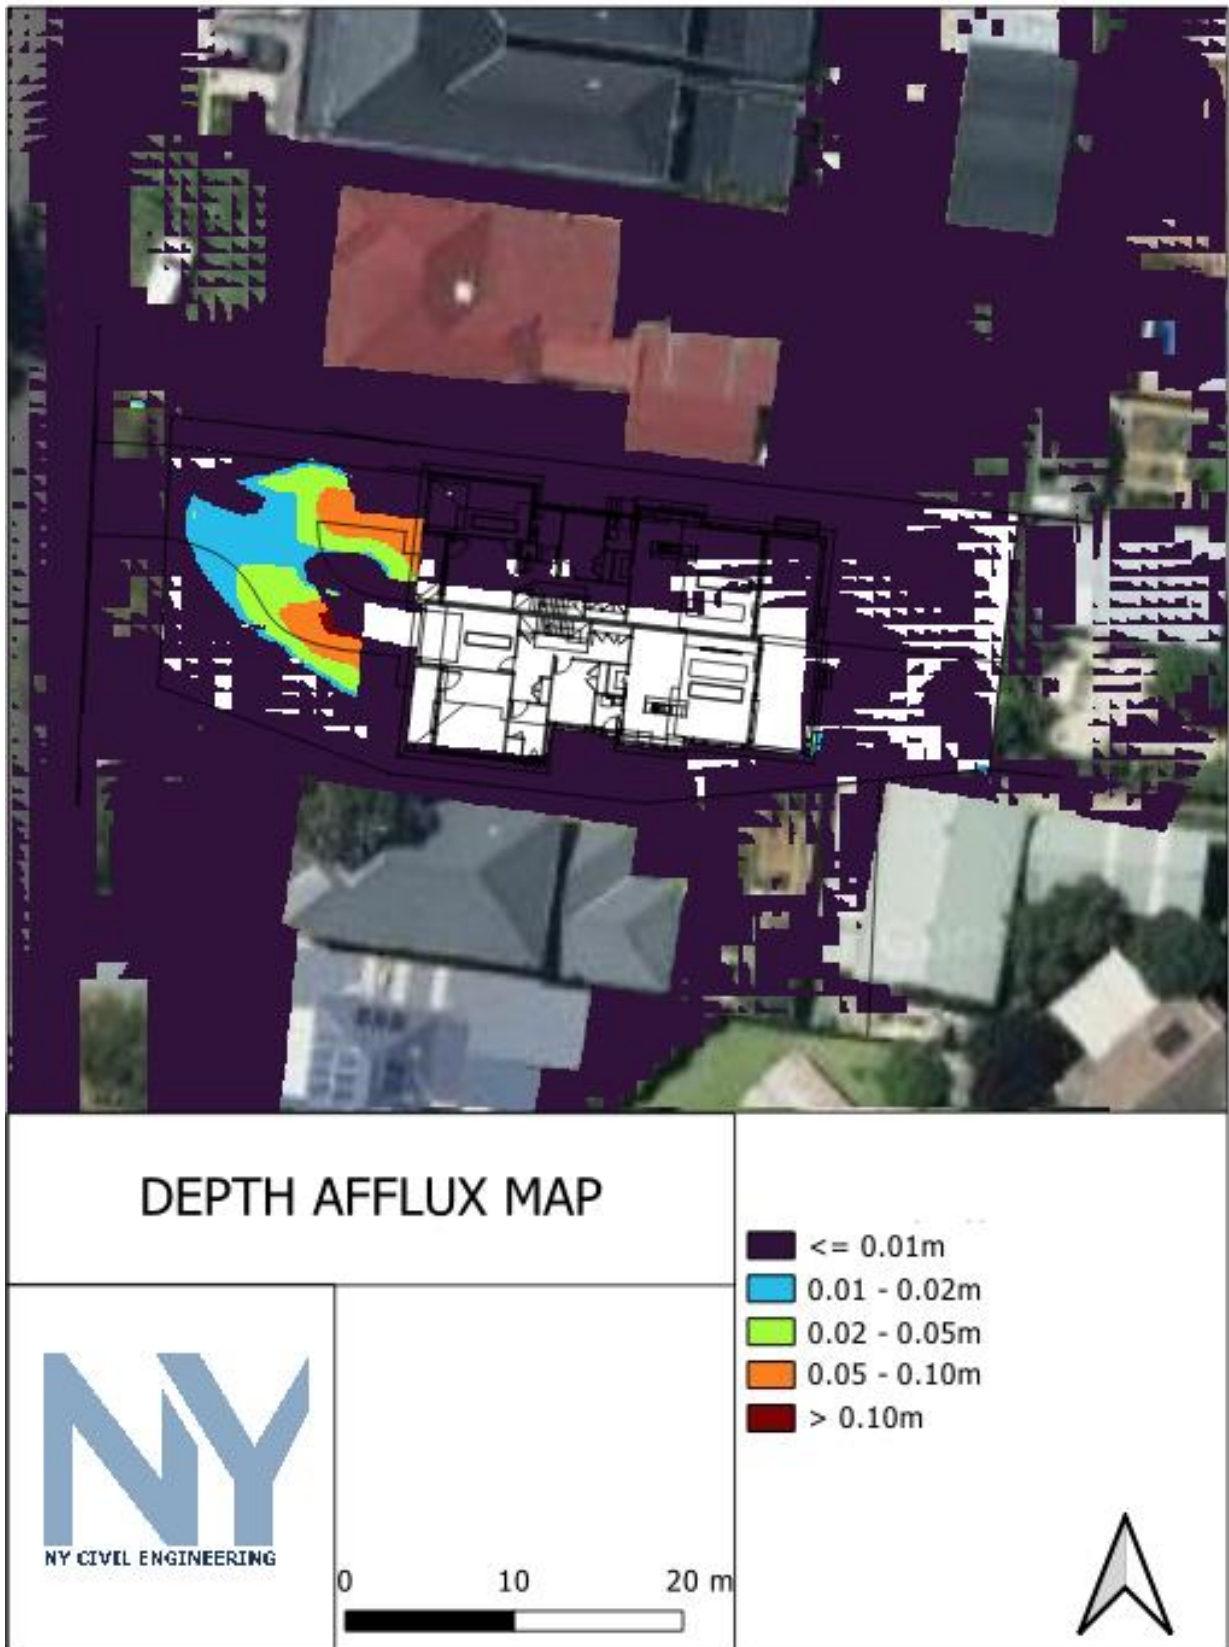 DEPTH AFFLUX MAP
<= 0.01m
0.01 - 0.02m
0.02 - 0.05m
0.05 - 0.10m
> 0.10m
NY
NY CIVIL ENGINEERING
0 10 20 m